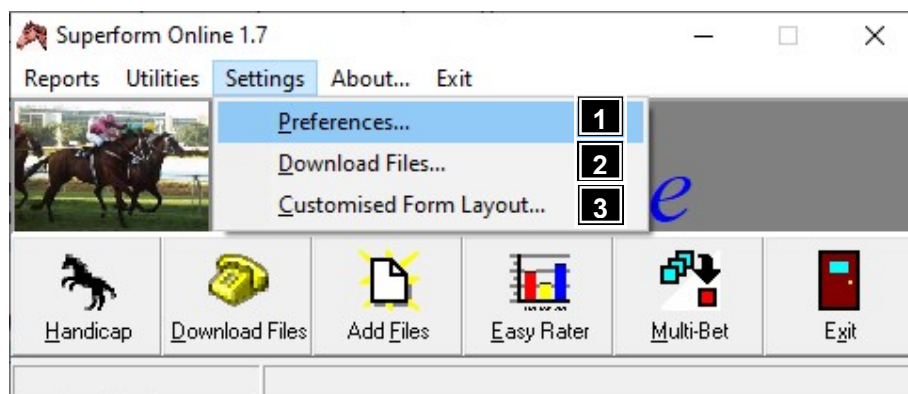 Superform Online 1.7
Reports Utilities Settings About... Exit
Preferences... 1
Download Files... 2
Customised Form Layout... 3
e
Handicap Download Files Add Files Easy Rater Multi-Bet Exit